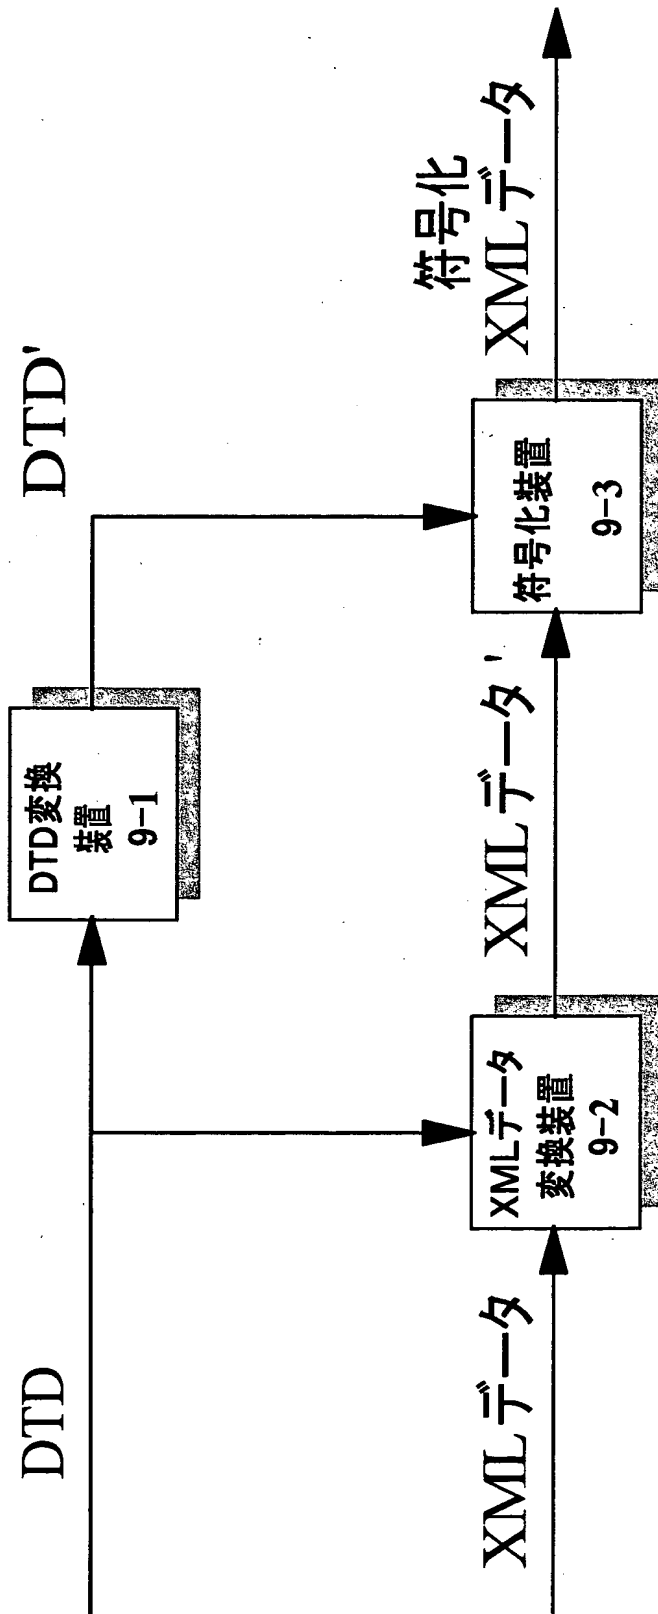 DTD
DTD変換
装置
9-1
DTD'
XMLデータ
XMLデータ
変換装置
9-2
XMLデータ'
符号化装置
9-3
符号化
XMLデータ